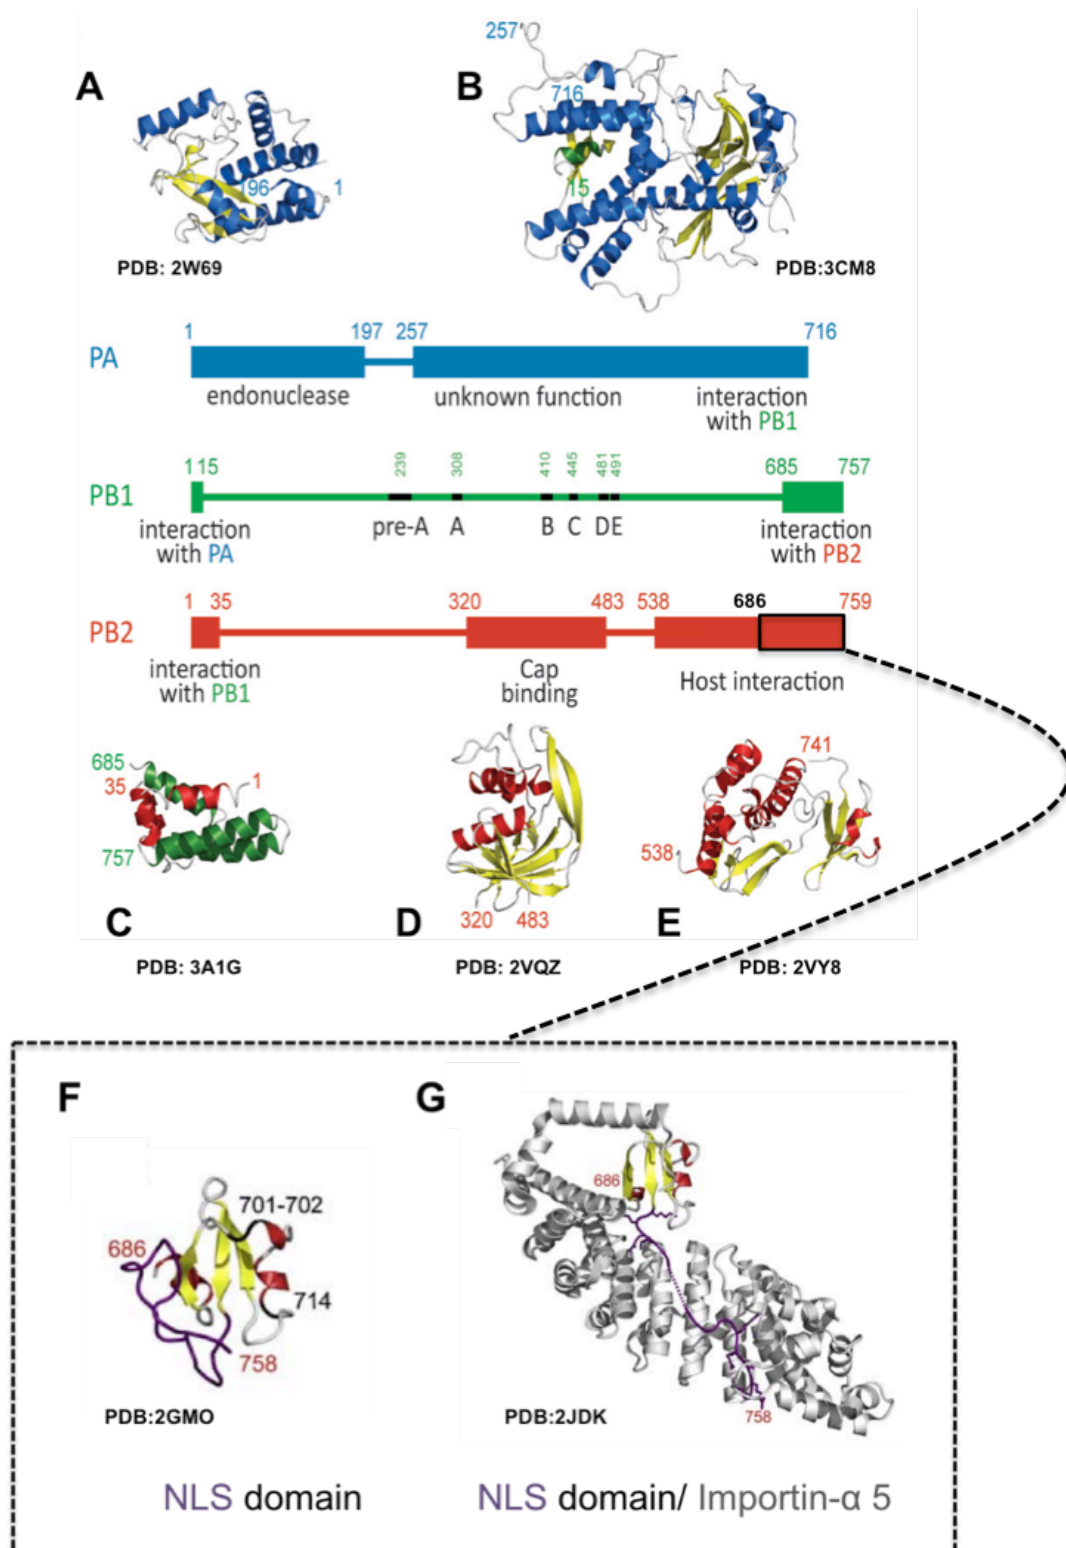 A
B
257
716
196
1
15
PDB: 2W69
PDB:3CM8
1 197 257 716
PA
endonuclease unknown function interaction
with PB1
239 308 410 445 481 491
1 15 685 757
PB1
interaction pre-A A B C D E interaction
with PA with PB2
1 35 320 483 538 686 759
PB2
interaction Cap Host interaction
with PB1 binding
685
35
1
757
741
538
320 483
C
D
E
PDB: 3A1G
PDB: 2VQZ
PDB: 2VY8
F
G
701-702
686
714
758
686
758
PDB:2GMO
PDB:2JDK
NLS domain
NLS domain/ Importin-α 5